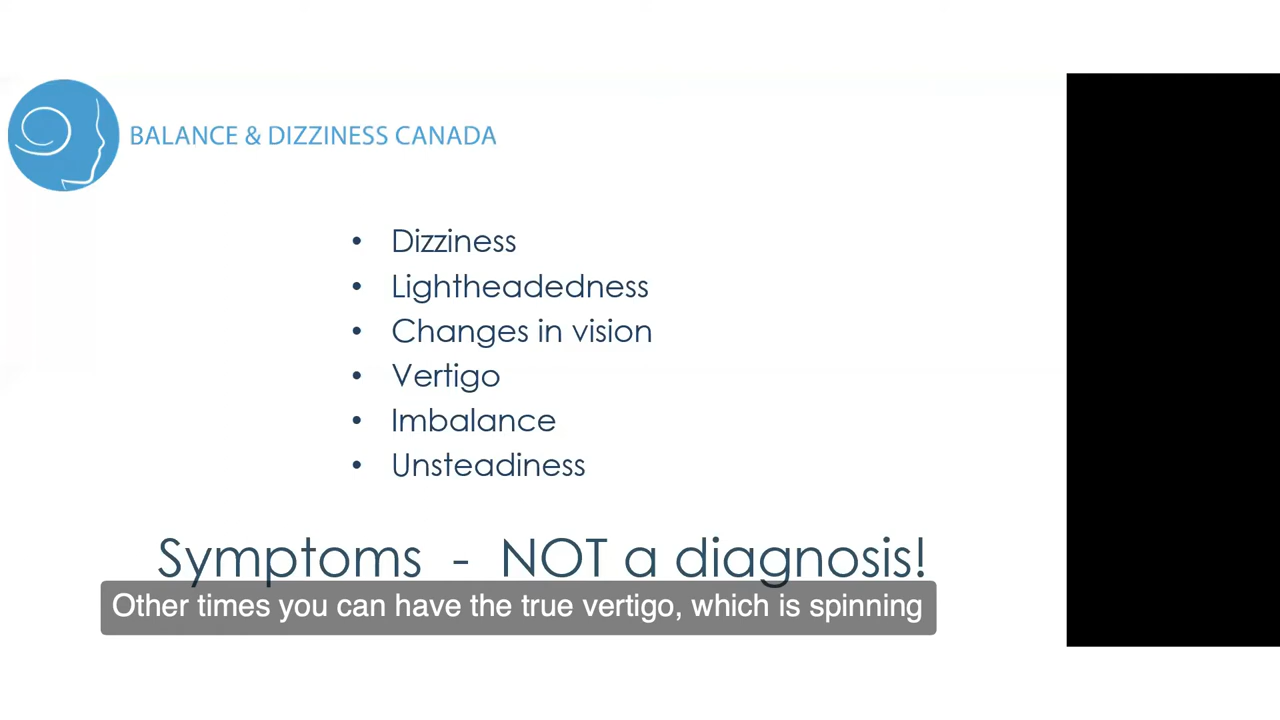 BALANCE & DIZZINESS CANADA
• Dizziness
• Lightheadedness
• Changes in vision
• Vertigo
• Imbalance
• Unsteadiness
Symptoms - NOT a diagnosis!
Other times you can have the true vertigo, which is spinning